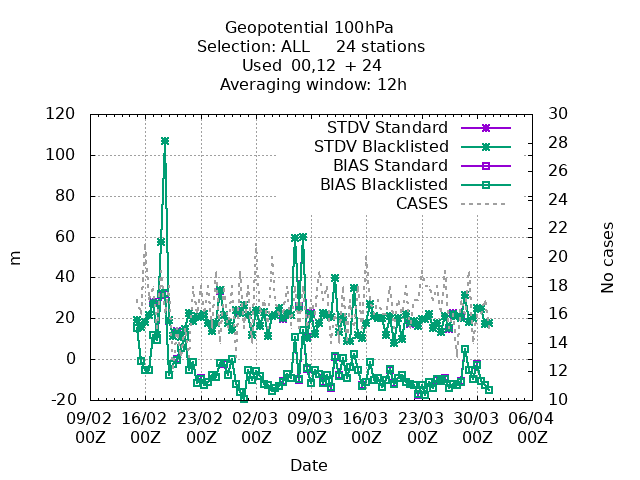 Geopotential 100hPa
Selection: ALL     24 stations
Used  00,12  + 24
Averaging window: 12h
STDV Standard
STDV Blacklisted
BIAS Standard
BIAS Blacklisted
CASES
120
100
80
60
40
20
0
-20
m
30
28
26
24
22
20
18
16
14
12
10
No cases
09/02 16/02 23/02 02/03 09/03 16/03 23/03 30/03 06/04
00Z 00Z 00Z 00Z 00Z 00Z 00Z 00Z 00Z
Date